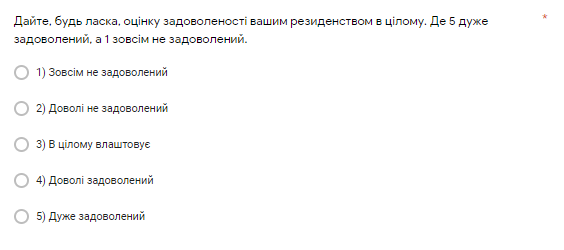 Дайте, будь ласка, оцінку задоволеності вашим резиденством в цілому. Де 5 дуже *
задоволений, а 1 зовсім не задоволений.
1) Зовсім не задоволений
2) Доволі не задоволений
3) В цілому влаштовує
4) Доволі задоволений
5) Дуже задоволений